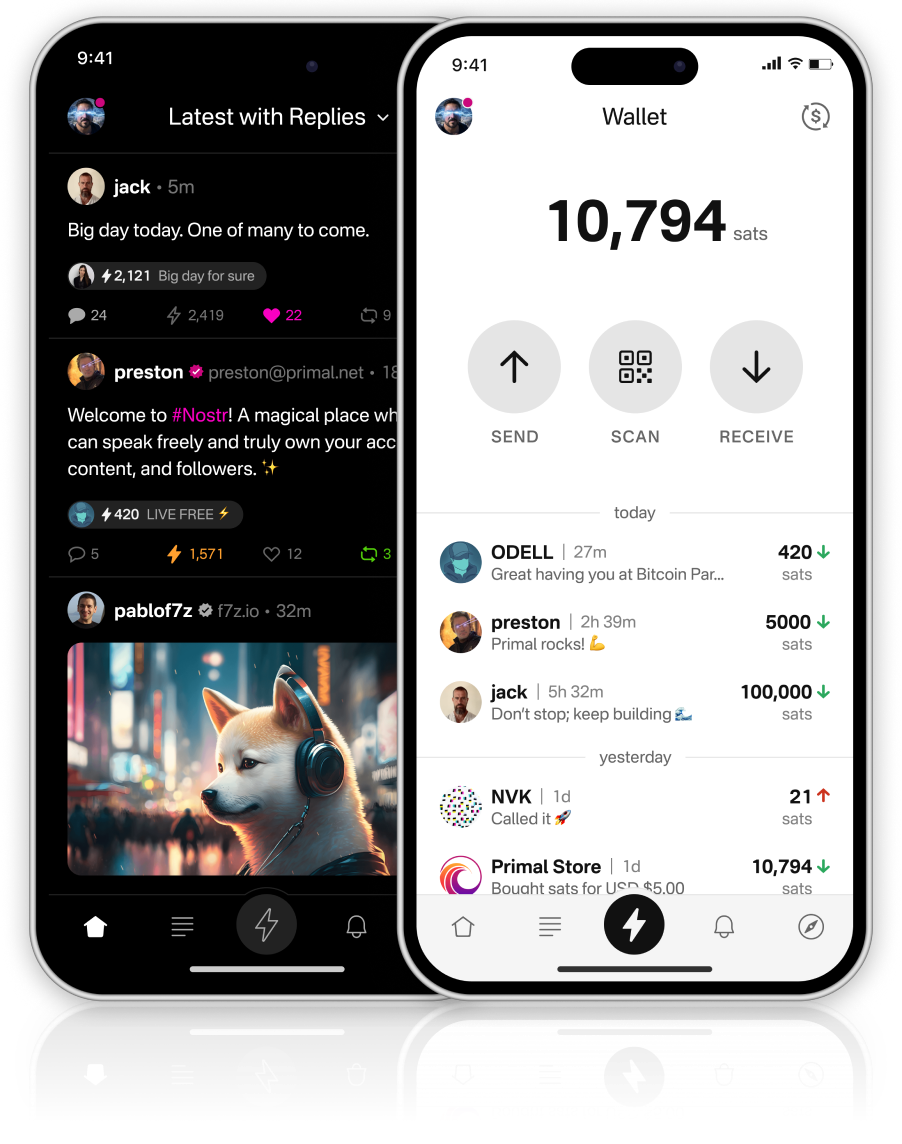 9:41
Latest with Replies
jack • 5m
Big day today. One of many to come.
2,121 Big day for sure
24 2,419 22 9
preston preston@primal.net • 18
Welcome to #Nostr! A magical place wh
can speak freely and truly own your acc
content, and followers. ✨
420 LIVE FREE ⚡
5 1,571 12 3
pablof7z f7z.io • 32m
9:41
Wallet
10,794 sats
SEND SCAN RECEIVE
today
ODELL | 27m 420
Great having you at Bitcoin Par... sats
preston | 2h 39m 5000
Primal rocks! 💪 sats
jack | 5h 32m 100,000
Don’t stop; keep building 🌊 sats
yesterday
NVK | 1d 21
Called it 🚀 sats
Primal Store | 1d 10,794
Bought sats for USD $5.00 sats